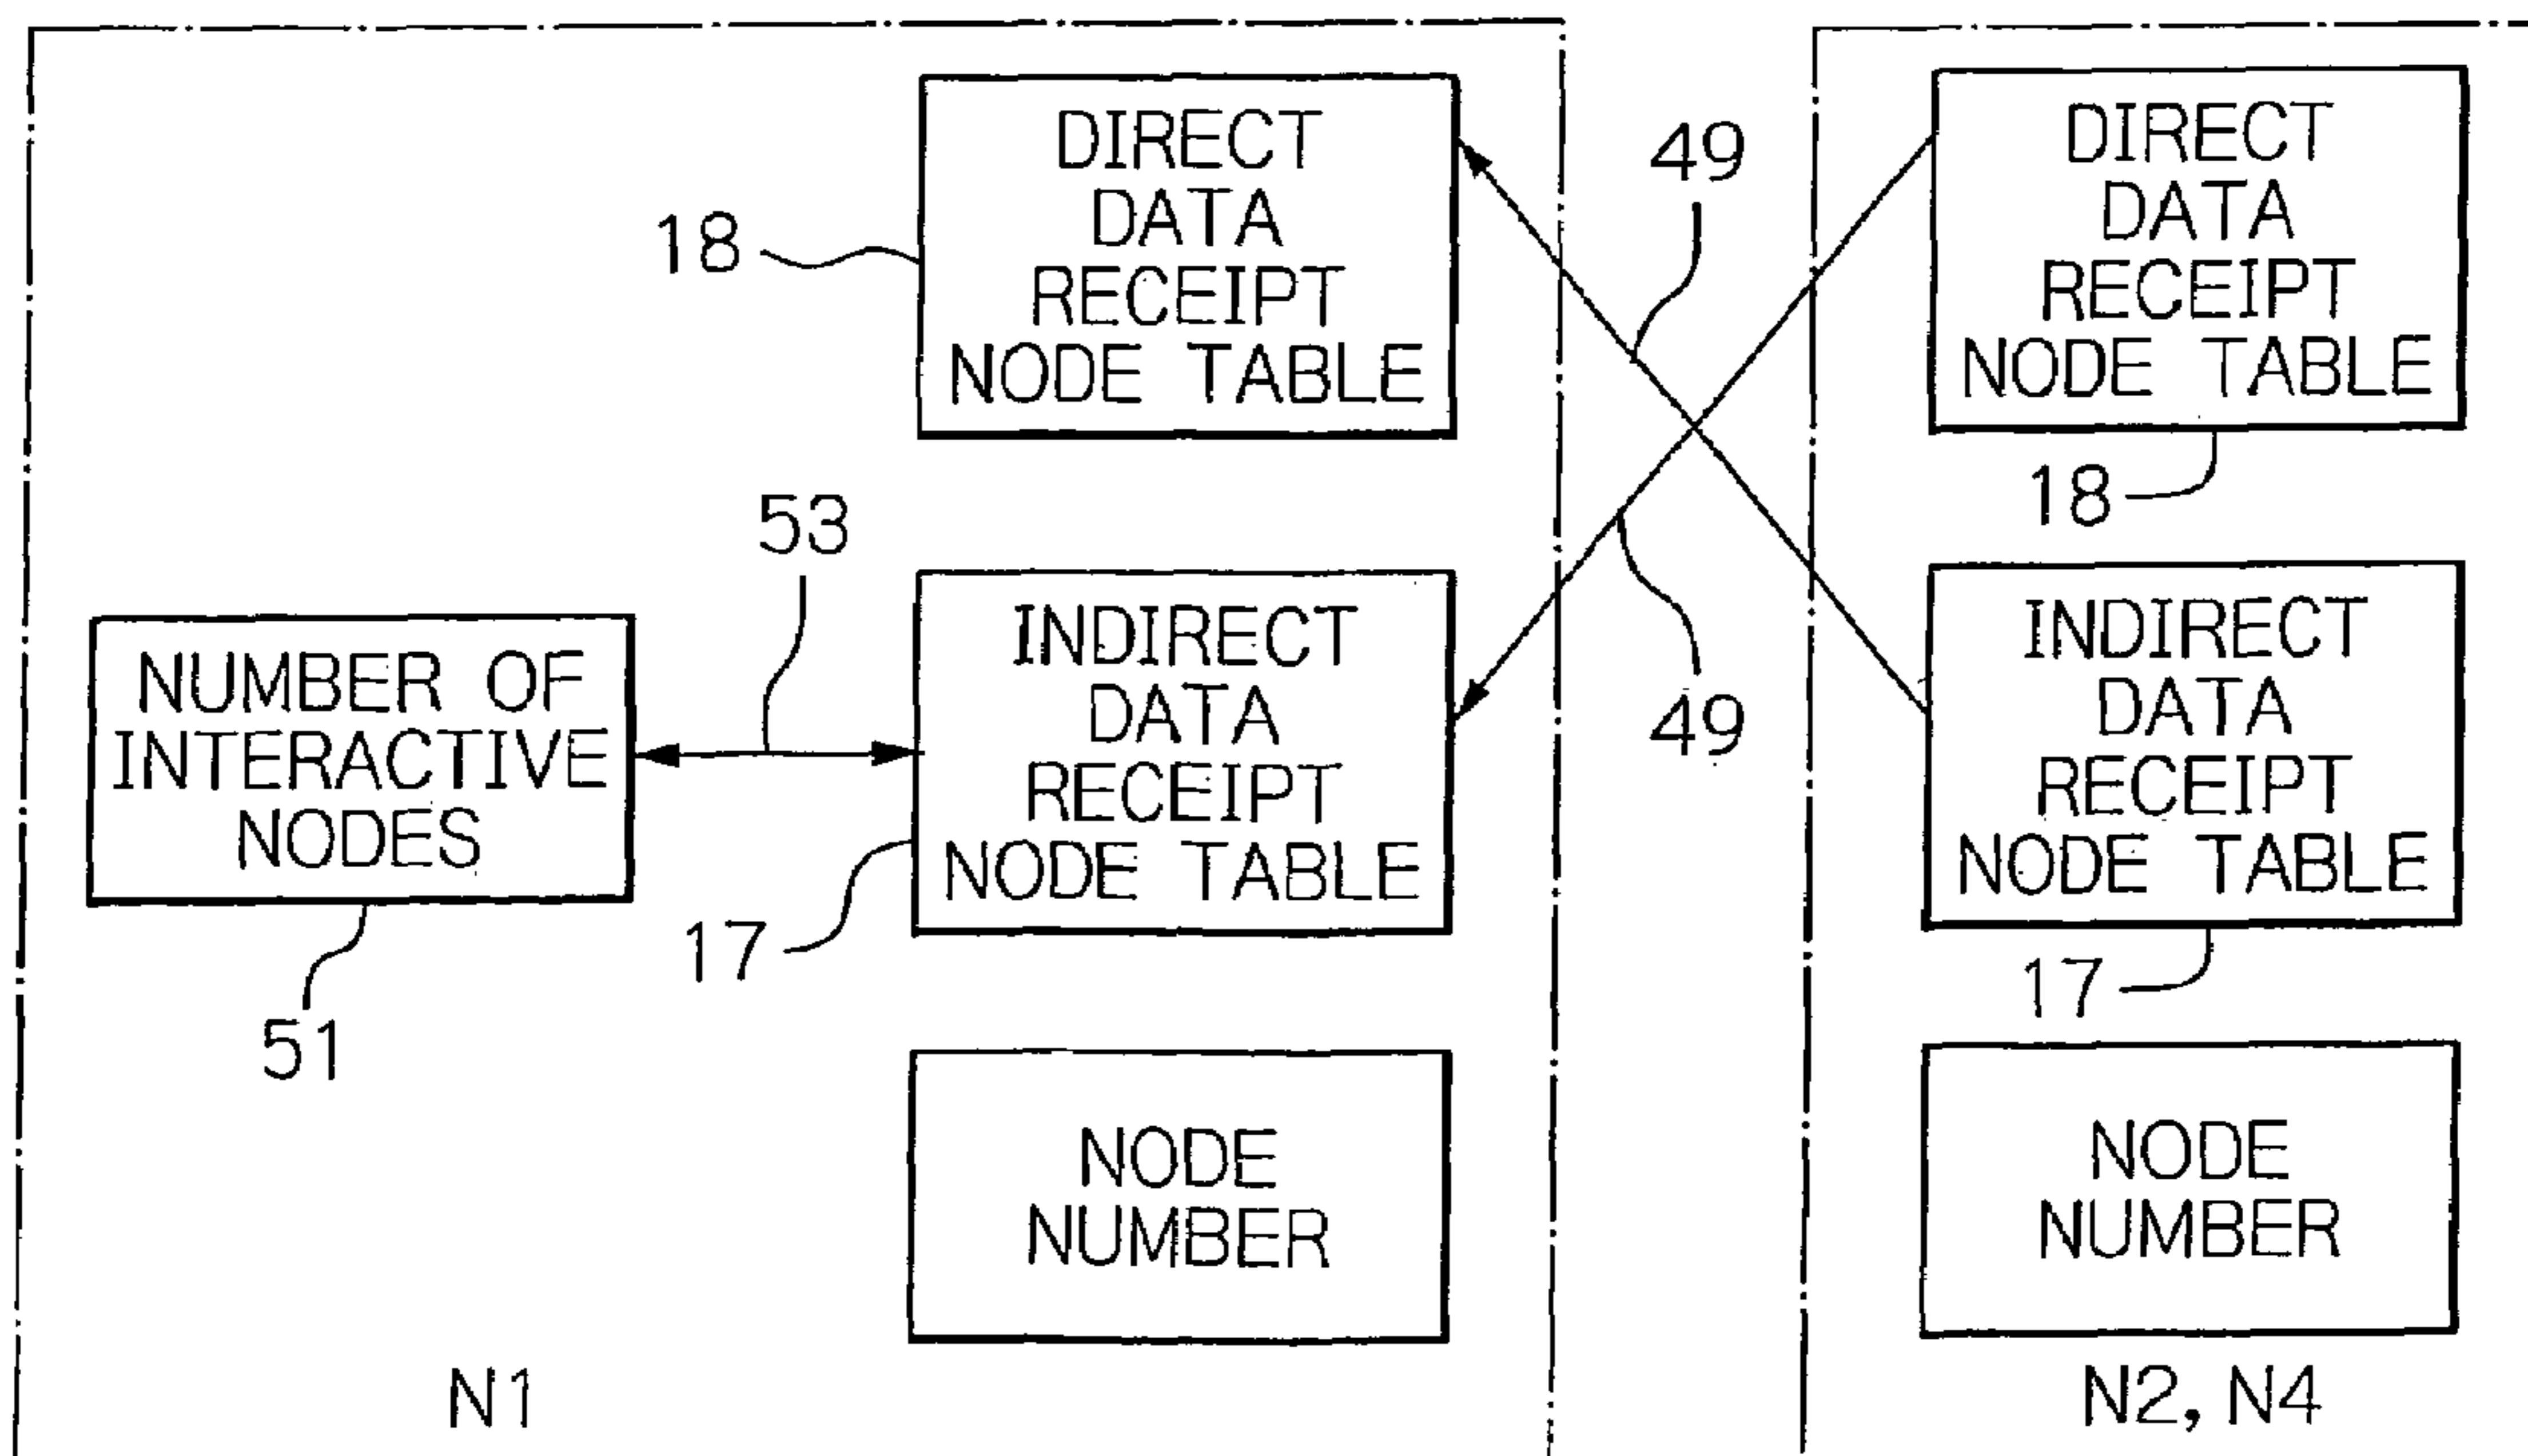 DIRECT
DATA
RECEIPT
NODE TABLE
18
49
DIRECT
DATA
RECEIPT
NODE TABLE
18
53
NUMBER OF
INTERACTIVE
NODES
51
INDIRECT
DATA
RECEIPT
NODE TABLE
17
49
INDIRECT
DATA
RECEIPT
NODE TABLE
17
NODE
NUMBER
NODE
NUMBER
N1
N2, N4